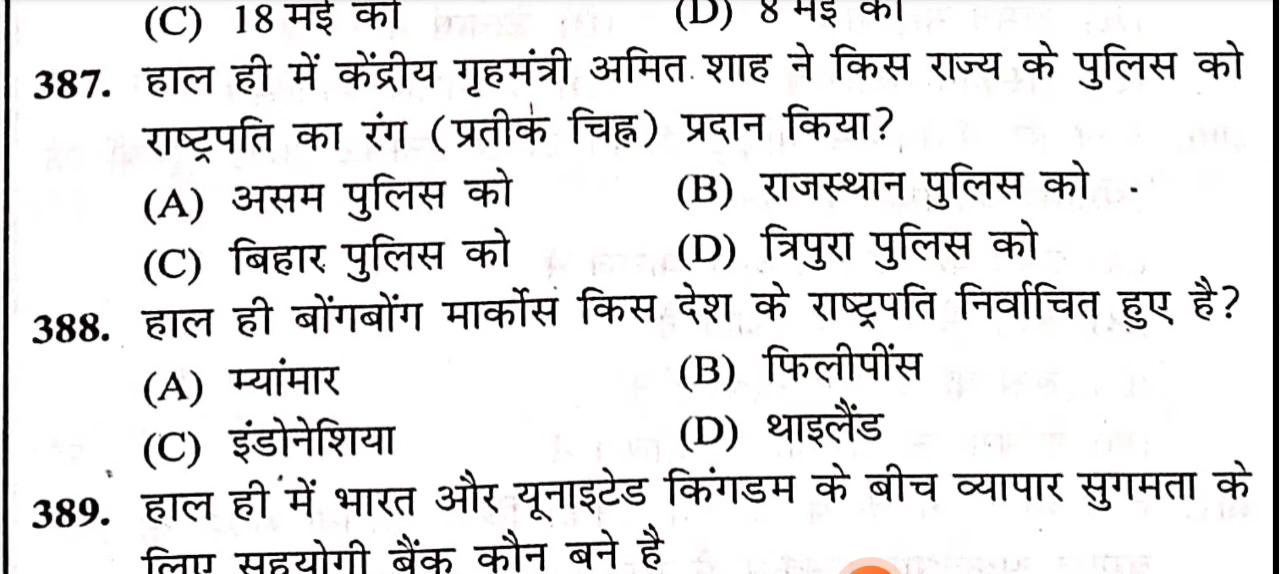 (C) 18 मई को (D) 8 मई को
387. हाल ही में केंद्रीय गृहमंत्री अमित शाह ने किस राज्य के पुलिस को
राष्ट्रपति का रंग (प्रतीक चिह्न) प्रदान किया?
(A) असम पुलिस को (B) राजस्थान पुलिस को
(C) बिहार पुलिस को (D) त्रिपुरा पुलिस को
388. हाल ही बोंगबोंग मार्कोस किस देश के राष्ट्रपति निर्वाचित हुए है?
(A) म्यांमार (B) फिलीपींस
(C) इंडोनेशिया (D) थाइलैंड
389. हाल ही में भारत और यूनाइटेड किंगडम के बीच व्यापार सुगमता के
लिए सहयोगी बैंक कौन बने है